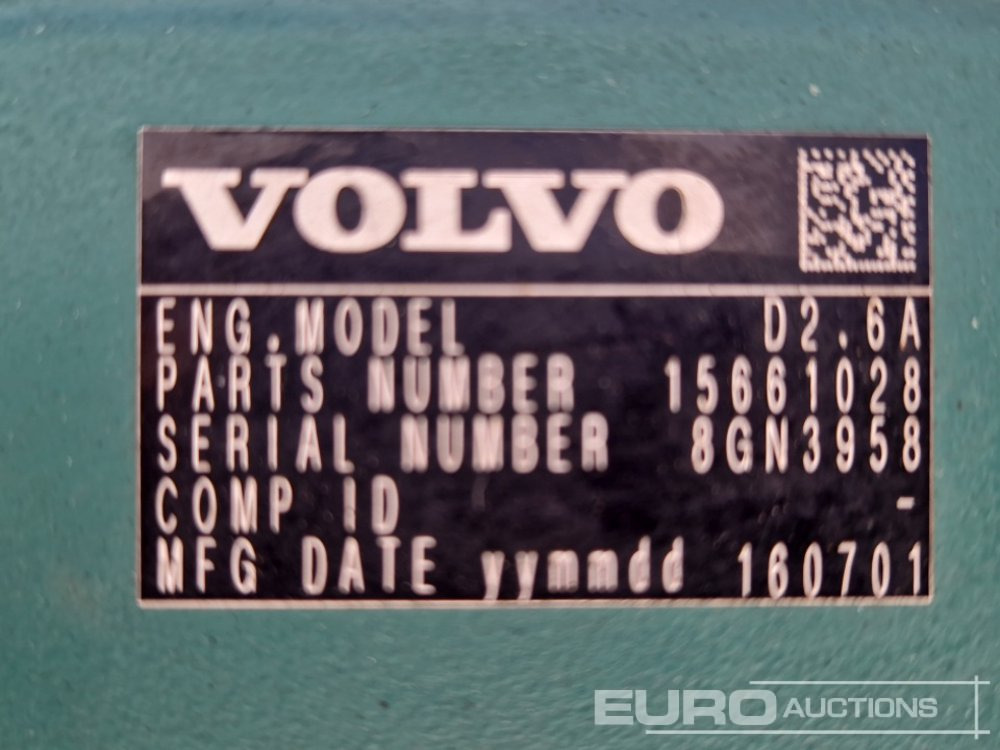 VOLVO
ENG.MODEL D2.6A
PARTS NUMBER 15661028
SERIAL NUMBER 8GN3958
COMP ID -
MFG DATE yymmdd 160701
EURO AUCTIONS